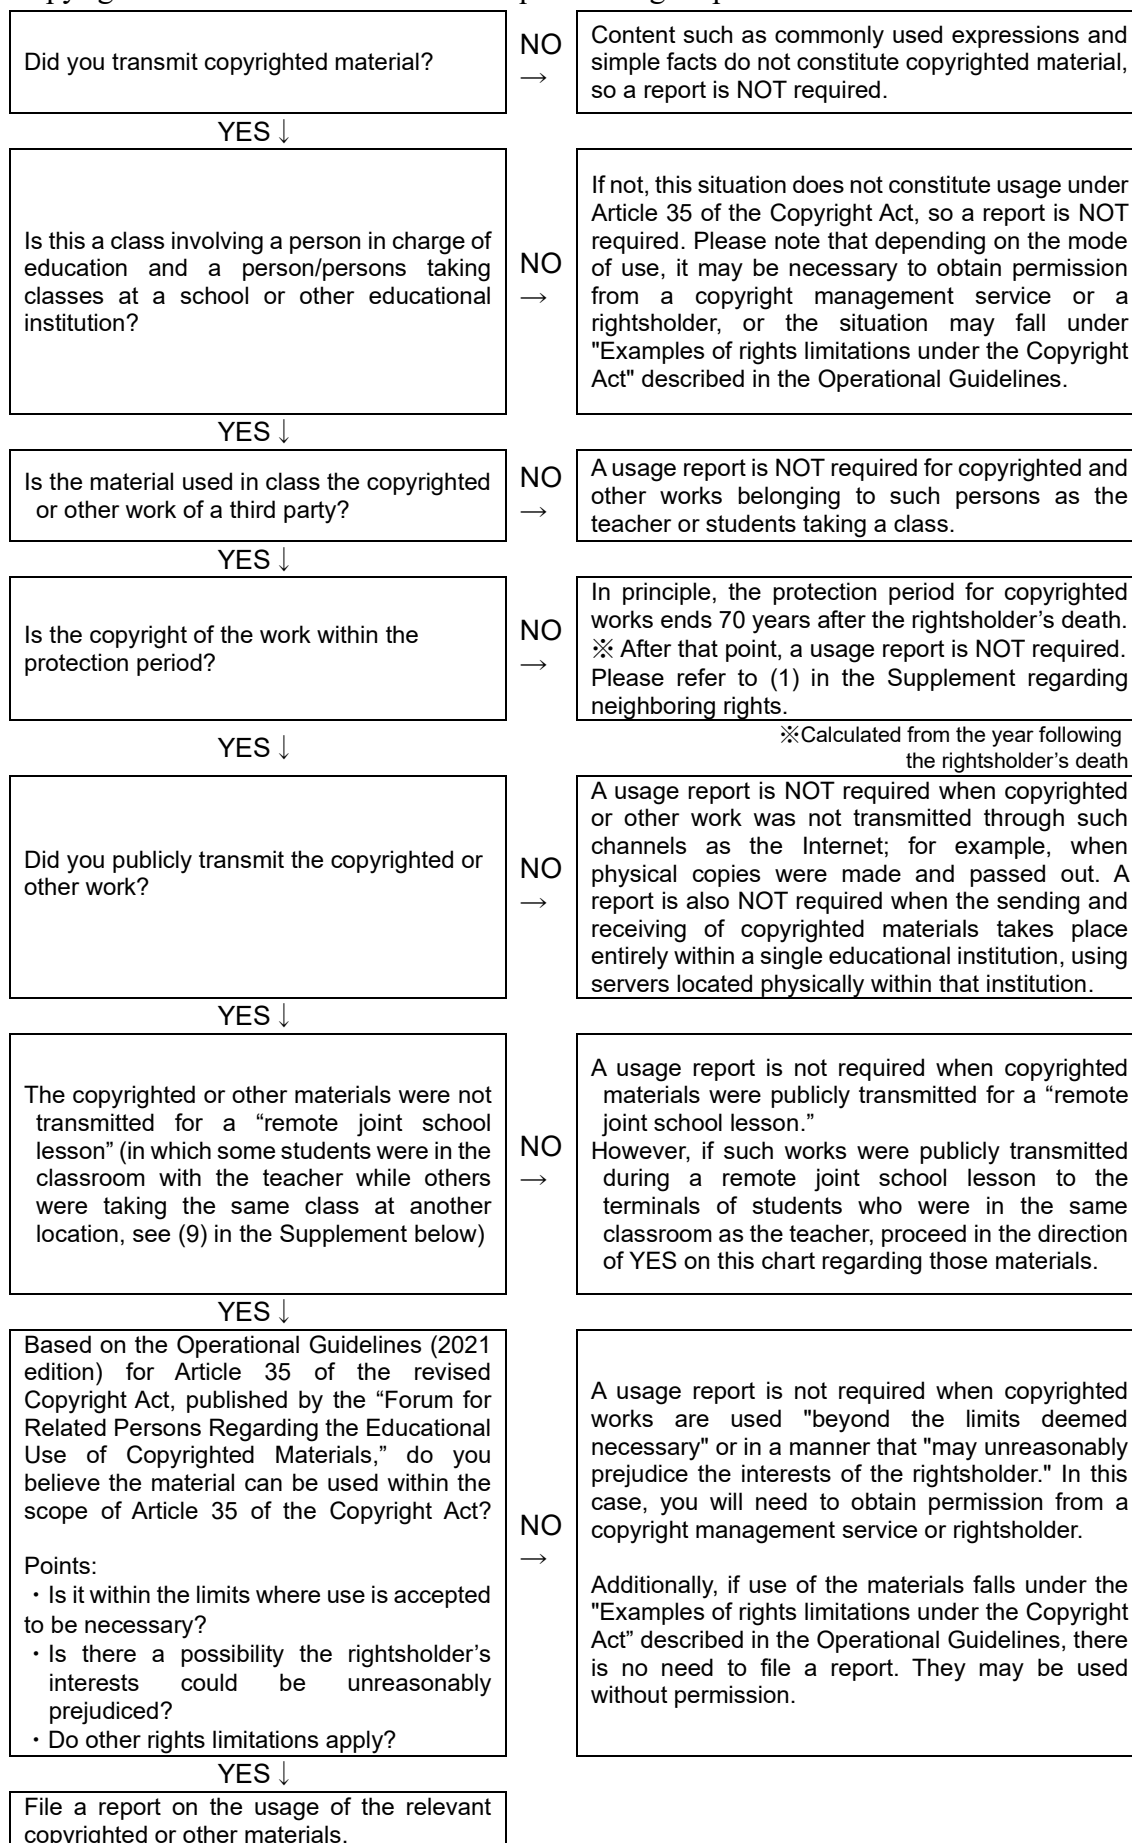 Did you transmit copyrighted material?
NO
→
Content such as commonly used expressions and
simple facts do not constitute copyrighted material,
so a report is NOT required.
YES ↓
Is this a class involving a person in charge of
education and a person/persons taking
classes at a school or other educational
institution?
NO
→
If not, this situation does not constitute usage under
Article 35 of the Copyright Act, so a report is NOT
required. Please note that depending on the mode
of use, it may be necessary to obtain permission
from a copyright management service or a
rightsholder, or the situation may fall under
"Examples of rights limitations under the Copyright
Act" described in the Operational Guidelines.
YES ↓
Is the material used in class the copyrighted
or other work of a third party?
NO
→
A usage report is NOT required for copyrighted and
other works belonging to such persons as the
teacher or students taking a class.
YES ↓
Is the copyright of the work within the
protection period?
NO
→
In principle, the protection period for copyrighted
works ends 70 years after the rightsholder’s death.
※ After that point, a usage report is NOT required.
Please refer to (1) in the Supplement regarding
neighboring rights.
YES ↓
※Calculated from the year following
the rightsholder’s death
Did you publicly transmit the copyrighted or
other work?
NO
→
A usage report is NOT required when copyrighted
or other work was not transmitted through such
channels as the Internet; for example, when
physical copies were made and passed out. A
report is also NOT required when the sending and
receiving of copyrighted materials takes place
entirely within a single educational institution, using
servers located physically within that institution.
YES ↓
The copyrighted or other materials were not
transmitted for a “remote joint school
lesson” (in which some students were in the
classroom with the teacher while others
were taking the same class at another
location, see (9) in the Supplement below)
NO
→
A usage report is not required when copyrighted
materials were publicly transmitted for a “remote
joint school lesson.”
However, if such works were publicly transmitted
during a remote joint school lesson to the
terminals of students who were in the same
classroom as the teacher, proceed in the direction
of YES on this chart regarding those materials.
YES ↓
Based on the Operational Guidelines (2021
edition) for Article 35 of the revised
Copyright Act, published by the “Forum for
Related Persons Regarding the Educational
Use of Copyrighted Materials,” do you
believe the material can be used within the
scope of Article 35 of the Copyright Act?
Points:
・Is it within the limits where use is accepted
to be necessary?
・Is there a possibility the rightsholder’s
interests could be unreasonably
prejudiced?
・Do other rights limitations apply?
NO
→
A usage report is not required when copyrighted
works are used "beyond the limits deemed
necessary" or in a manner that "may unreasonably
prejudice the interests of the rightsholder." In this
case, you will need to obtain permission from a
copyright management service or rightsholder.
Additionally, if use of the materials falls under the
"Examples of rights limitations under the Copyright
Act” described in the Operational Guidelines, there
is no need to file a report. They may be used
without permission.
YES ↓
File a report on the usage of the relevant
copyrighted or other materials.